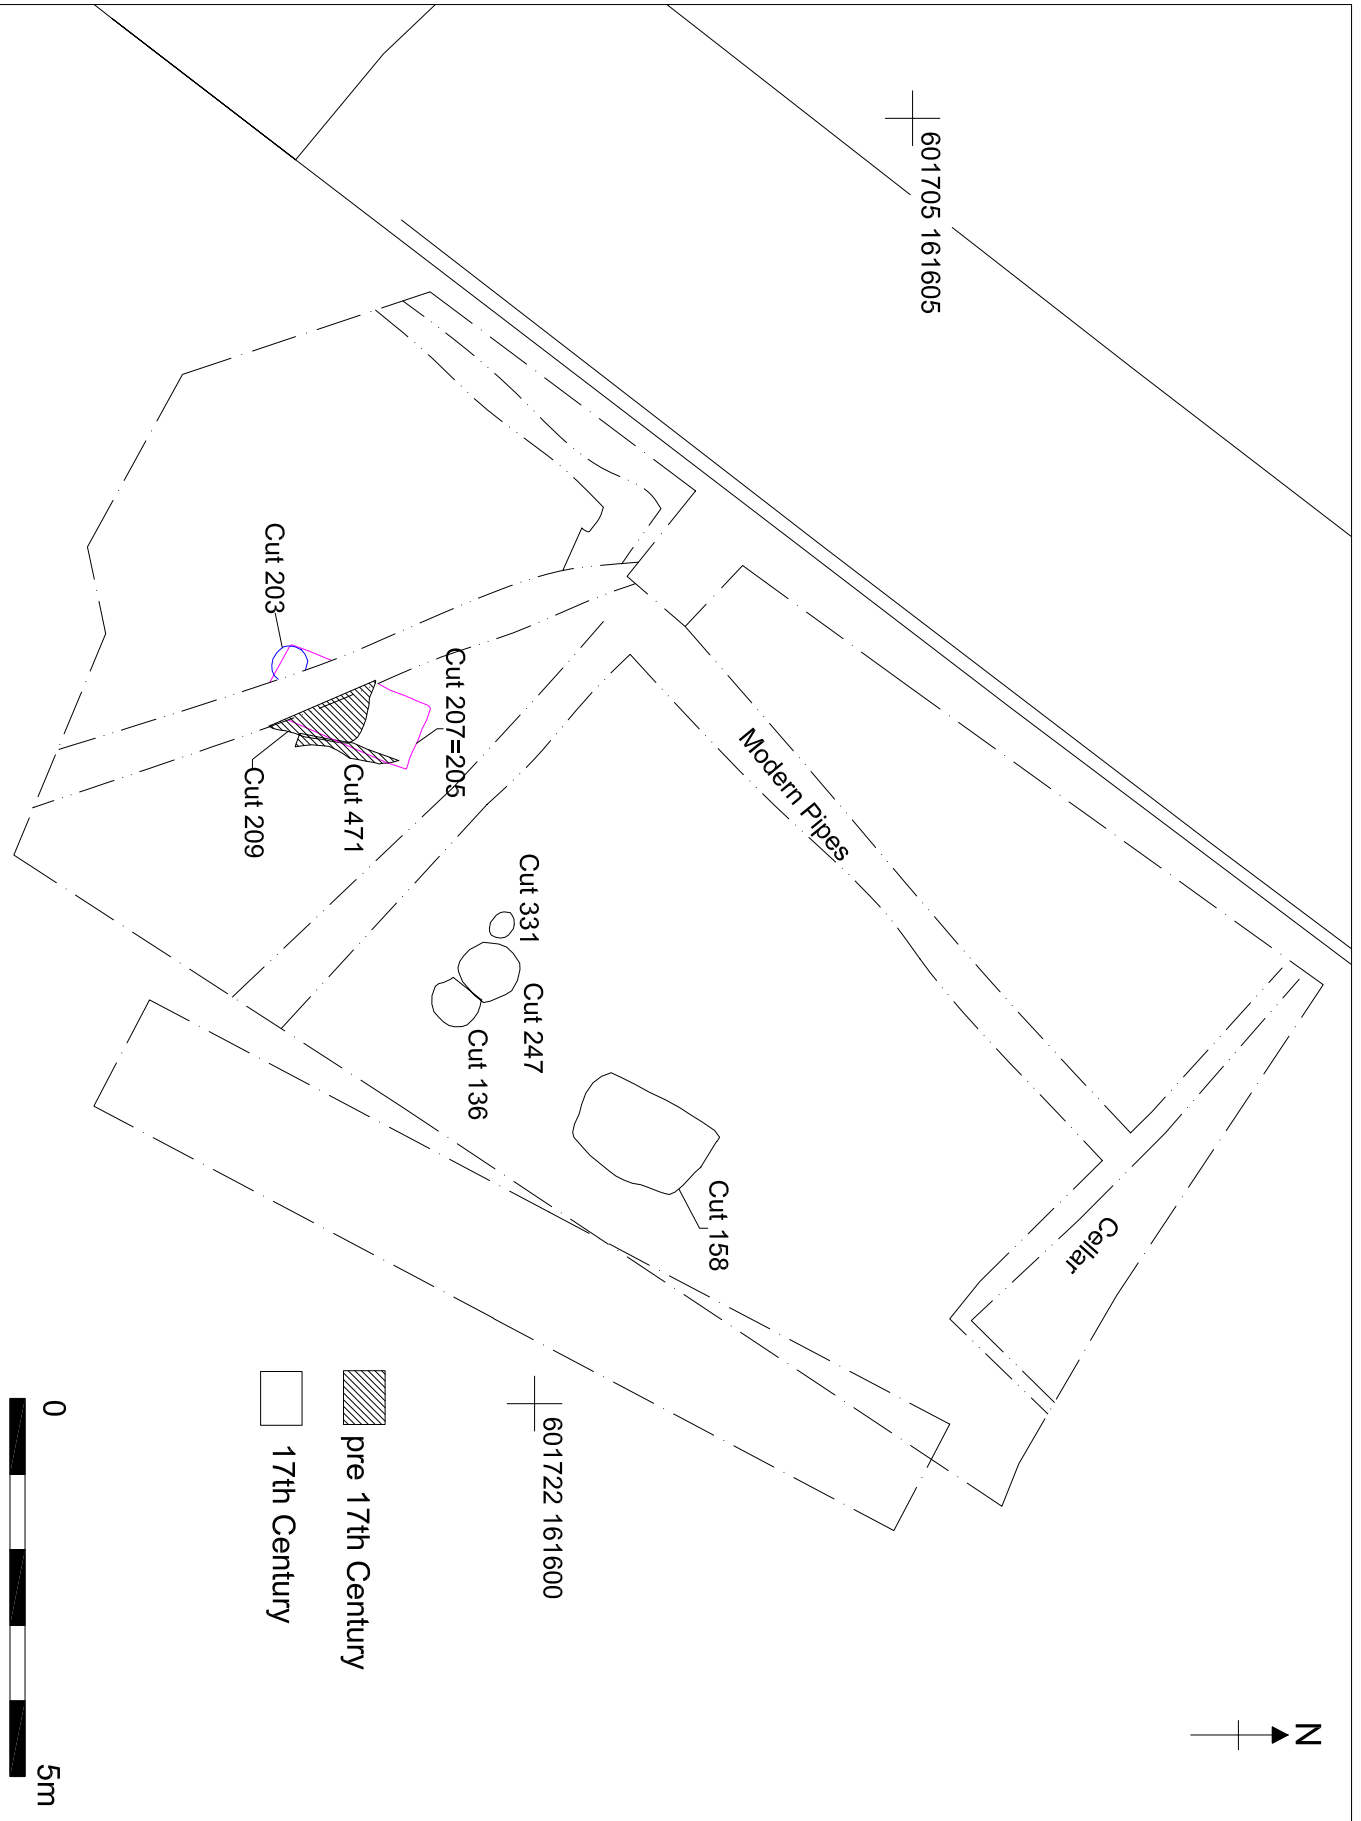 N
601705 161605
Cellar
Modern Pipes
Cut 158
601722 161600
Cut 331
Cut 247
Cut 136
Cut 207=205
Cut 471
Cut 203
Cut 209
pre 17th Century
17th Century
0
5m